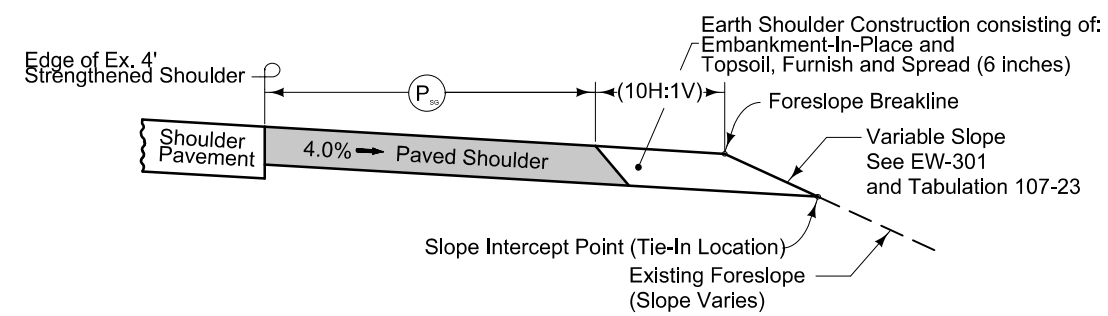 Earth Shoulder Construction consisting of:
Embankment-In-Place and
Topsoil, Furnish and Spread (6 inches)
Edge of Ex. 4'
Strengthened Shoulder
P SG
(10H:1V)
Foreslope Breakline
Shoulder
Pavement
4.0%
Paved Shoulder
Variable Slope
See EW-301
and Tabulation 107-23
Slope Intercept Point (Tie-In Location)
Existing Foreslope
(Slope Varies)